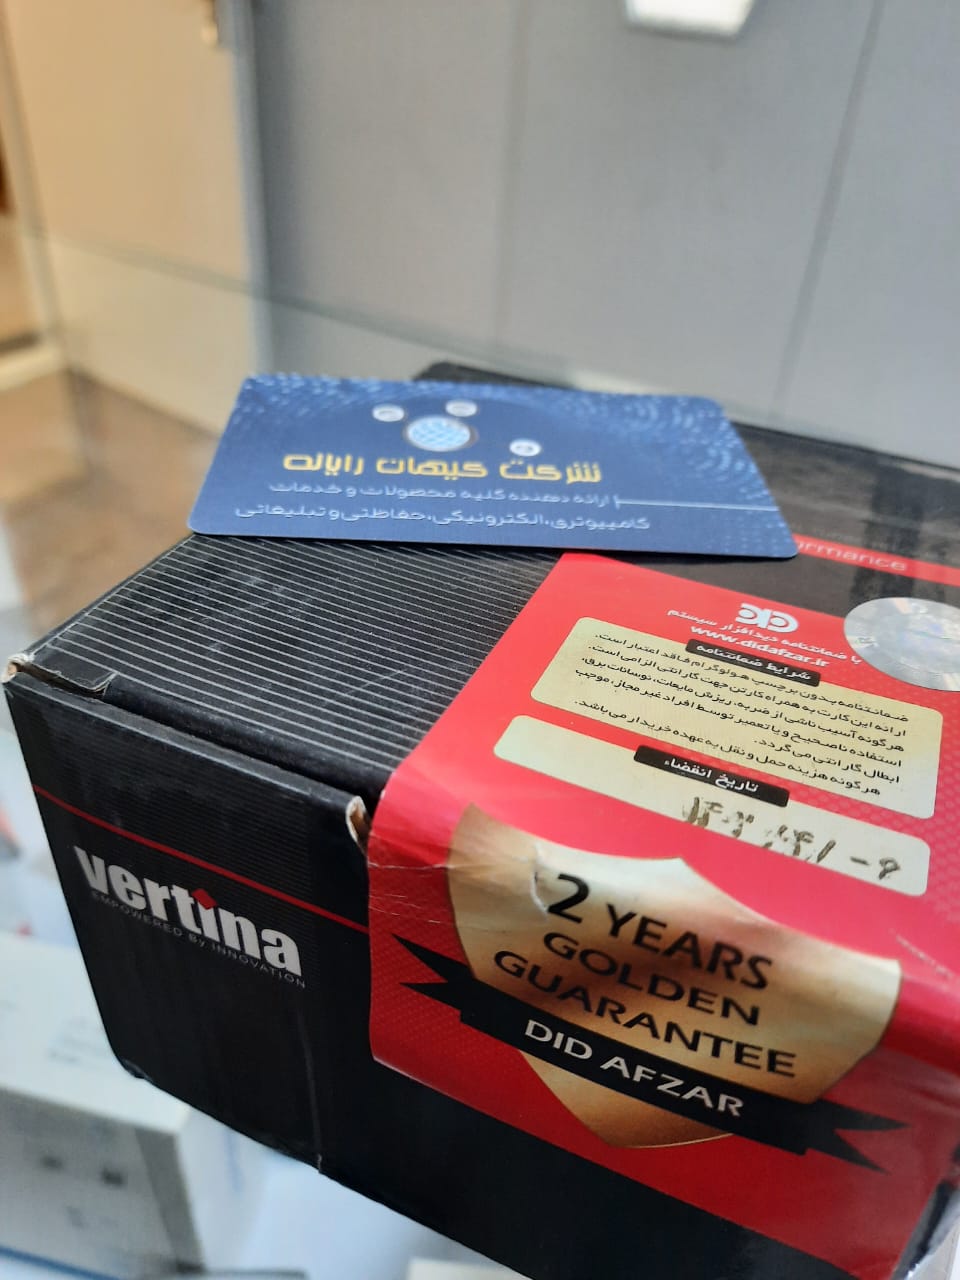 شرکت کیهان رایانه
ارائه دهنده کلیه محصولات و خدمات
کامپیوتری، الکترونیکی، حفاظتی و تبلیغاتی
ormance
با ضمانتنامه دیدافزار سیستم
www.didafzar.ir
شرایط ضمانتنامه
ضمانتنامه بدون برچسب هولوگرام فاقد اعتبار است.
ارائه این کارت به همراه کارتن جهت گارانتی الزامی است.
هرگونه آسیب ناشی از ضربه، ریزش مایعات، نوسانات برق،
استفاده ناصحیح و یا تعمیر توسط افراد غیر مجاز، موجب
ابطال گارانتی می گردد.
هرگونه هزینه حمل و نقل به عهده خریدار می باشد.
تاریخ انقضاء
vertina
EMPOWERED By INNOVATION
2 YEARS
GOLDEN
GUARANTEE
DID AFZAR